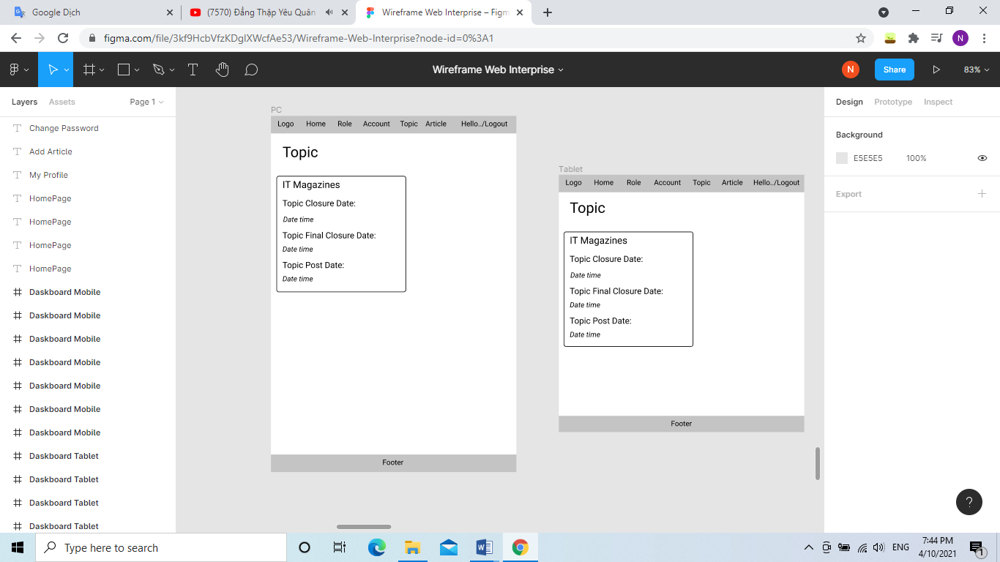 Google Dịch
(7570) Đẳng Thập Yêu Quân
Wireframe Web Interprise – Figm
figma.com/file/3kf9HcbVfzKDgIXWcfAe53/Wireframe-Web-Interprise?node-id=0%3A1
N
Wireframe Web Interprise
N
Share
83%
Layers
Assets
Page 1
Change Password
Add Article
My Profile
HomePage
HomePage
HomePage
HomePage
Daskboard Mobile
Daskboard Mobile
Daskboard Mobile
Daskboard Mobile
Daskboard Mobile
Daskboard Mobile
Daskboard Mobile
Daskboard Tablet
Daskboard Tablet
Daskboard Tablet
Daskboard Tablet
PC
Logo Home Role Account Topic Article Hello../Logout
Topic
IT Magazines
Topic Closure Date:
Date time
Topic Final Closure Date:
Date time
Topic Post Date:
Date time
Footer
Tablet
Logo Home Role Account Topic Article Hello../Logout
Topic
IT Magazines
Topic Closure Date:
Date time
Topic Final Closure Date:
Date time
Topic Post Date:
Date time
Footer
Design Prototype Inspect
Background
E5E5E5 100%
Export
?
Type here to search
ENG
7:44 PM
4/10/2021
1